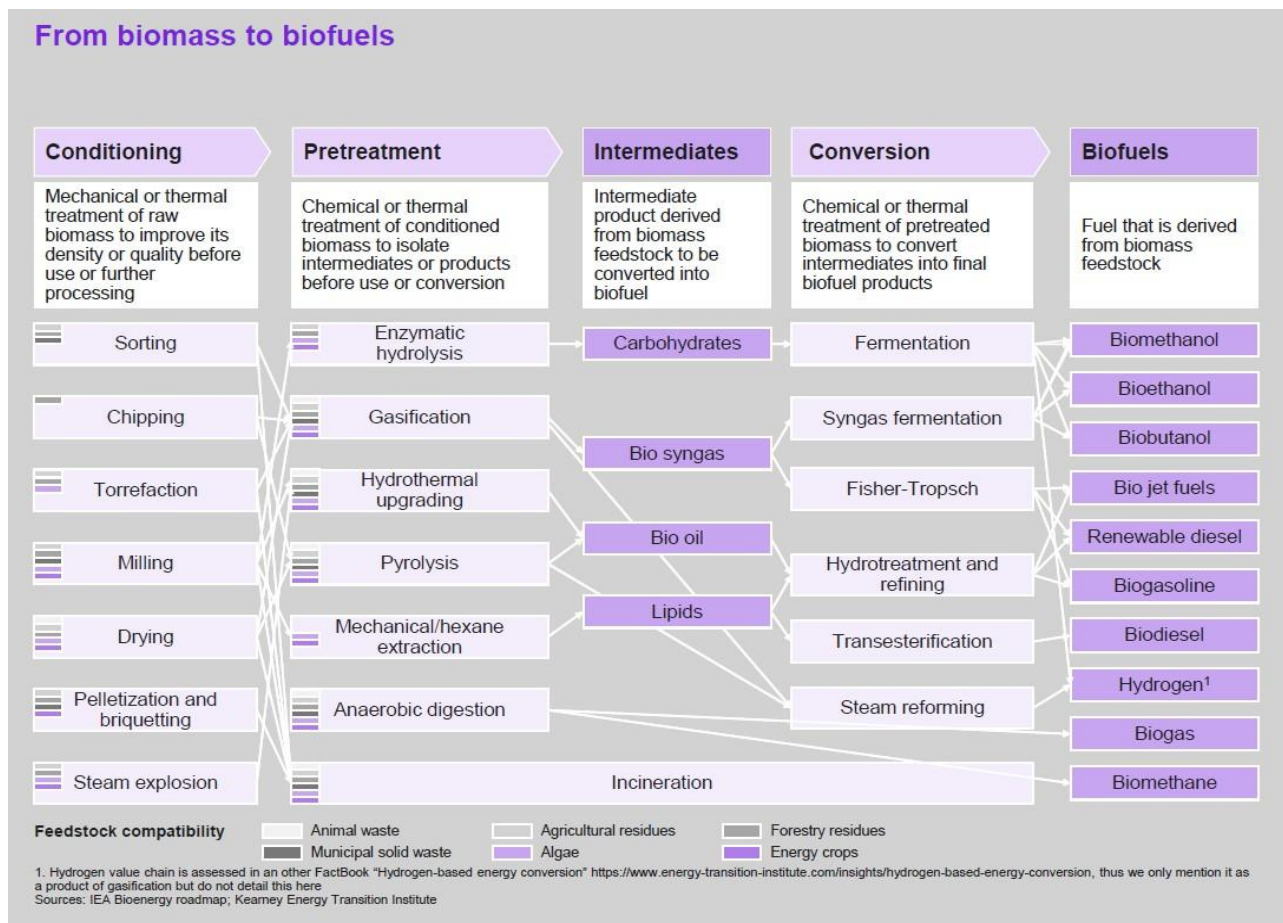 From biomass to biofuels
Conditioning
Pretreatment
Intermediates
Conversion
Biofuels
Mechanical or thermal
treatment of raw
biomass to improve its
density or quality before
use or further
processing
Chemical or thermal
treatment of conditioned
biomass to isolate
intermediates or products
before use or conversion
Intermediate
product derived
from biomass
feedstock to be
converted into
biofuel
Chemical or thermal
treatment of pretreated
biomass to convert
intermediates into final
biofuel products
Fuel that is derived
from biomass
feedstock
Sorting
Chipping
Torrefaction
Milling
Drying
Pelletization and
briquetting
Steam explosion
Enzymatic
hydrolysis
Gasification
Hydrothermal
upgrading
Pyrolysis
Mechanical/hexane
extraction
Anaerobic digestion
Incineration
Carbohydrates
Bio syngas
Bio oil
Lipids
Fermentation
Syngas fermentation
Fisher-Tropsch
Hydrotreatment and
refining
Transesterification
Steam reforming
Biomethanol
Bioethanol
Biobutanol
Bio jet fuels
Renewable diesel
Biogasoline
Biodiesel
Hydrogen¹
Biogas
Biomethane
Feedstock compatibility
Animal waste
Agricultural residues
Forestry residues
Municipal solid waste
Algae
Energy crops
1. Hydrogen value chain is assessed in an other FactBook “Hydrogen-based energy conversion” https://www.energy-transition-institute.com/insights/hydrogen-based-energy-conversion, thus we only mention it as
a product of gasification but do not detail this here
Sources: IEA Bioenergy roadmap; Kearney Energy Transition Institute